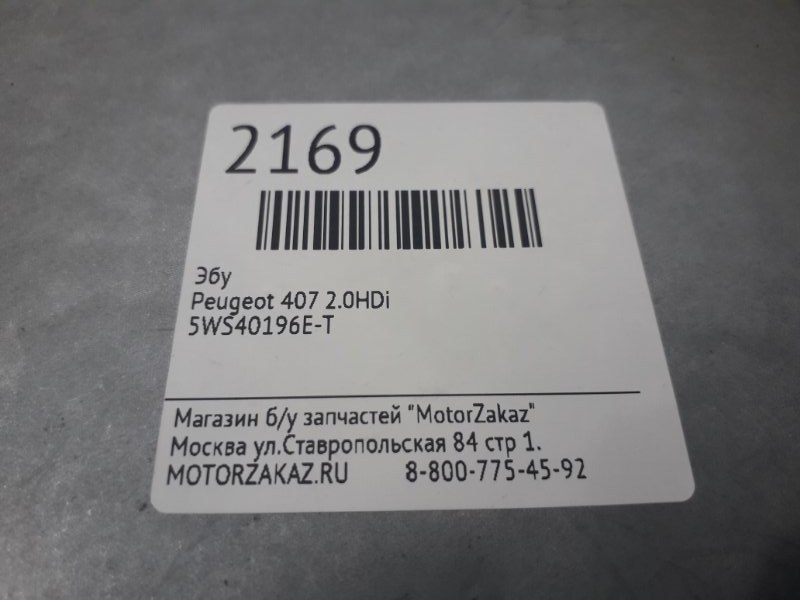 2169
Эбу
Peugeot 407 2.0HDi
5WS40196E-T
Магазин б/у запчастей "MotorZakaz"
Москва ул.Ставропольская 84 стр 1.
MOTORZAKAZ.RU 8-800-775-45-92